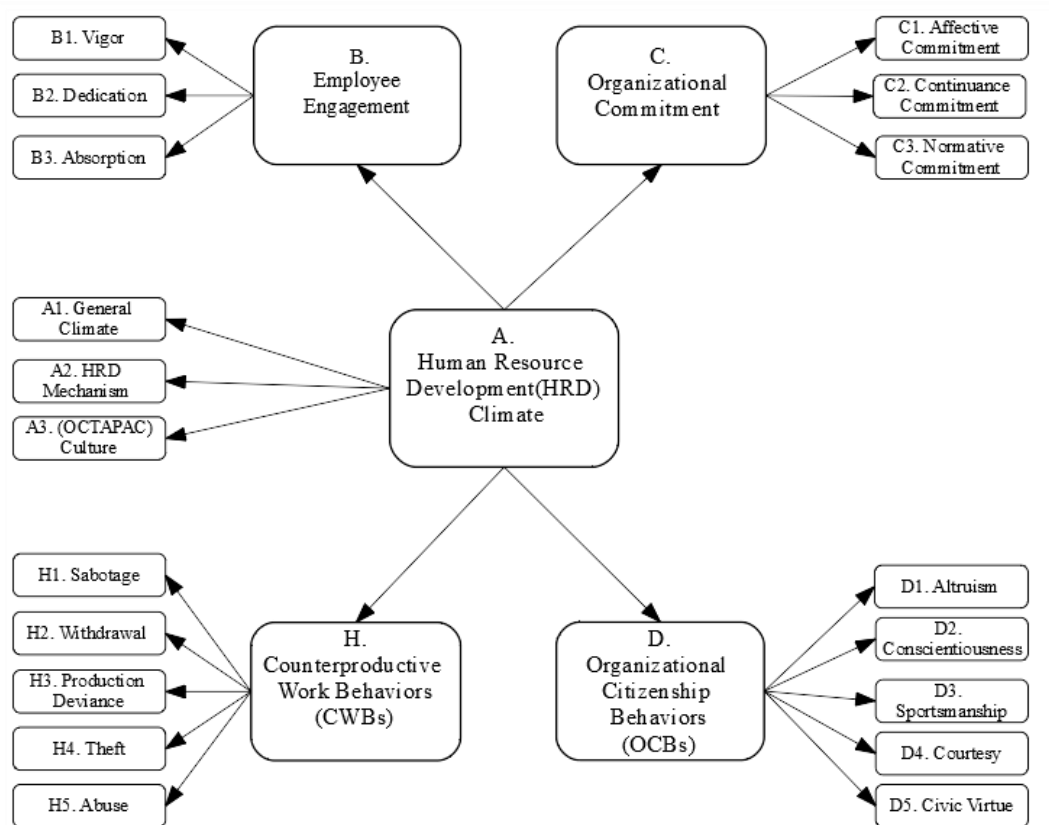 B1. Vigor
B2. Dedication
B3. Absorption
B.
Employee
Engagement
C.
Organizational
Commitment
C1. Affective
Commitment
C2. Continuance
Commitment
C3. Normative
Commitment
A1. General
Climate
A2. HRD
Mechanism
A3. (OCTAPAC)
Culture
A.
Human Resource
Development(HRD)
Climate
H1. Sabotage
H2. Withdrawal
H3. Production
Deviance
H4. Theft
H5. Abuse
H.
Counterproductive
Work Behaviors
(CWBs)
D.
Organizational
Citizenship
Behaviors
(OCBs)
D1. Altruism
D2.
Conscientiousness
D3.
Sportsmanship
D4. Courtesy
D5. Civic Virtue